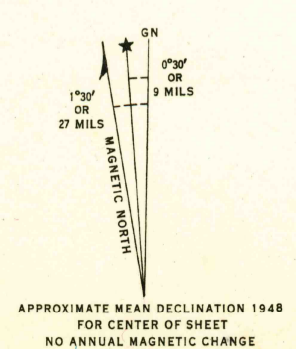 GN
0°30'
OR
9 MILS
1°30'
OR
27 MILS
MAGNETIC NORTH
APPROXIMATE MEAN DECLINATION 1948
FOR CENTER OF SHEET
NO ANNUAL MAGNETIC CHANGE